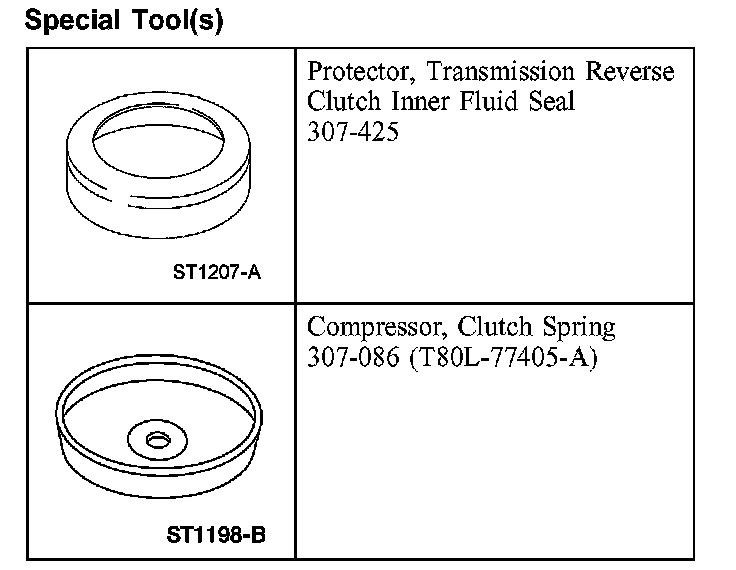 Special Tool(s)
Protector, Transmission Reverse
Clutch Inner Fluid Seal
307-425
ST1207-A
Compressor, Clutch Spring
307-086 (T80L-77405-A)
ST1198-B